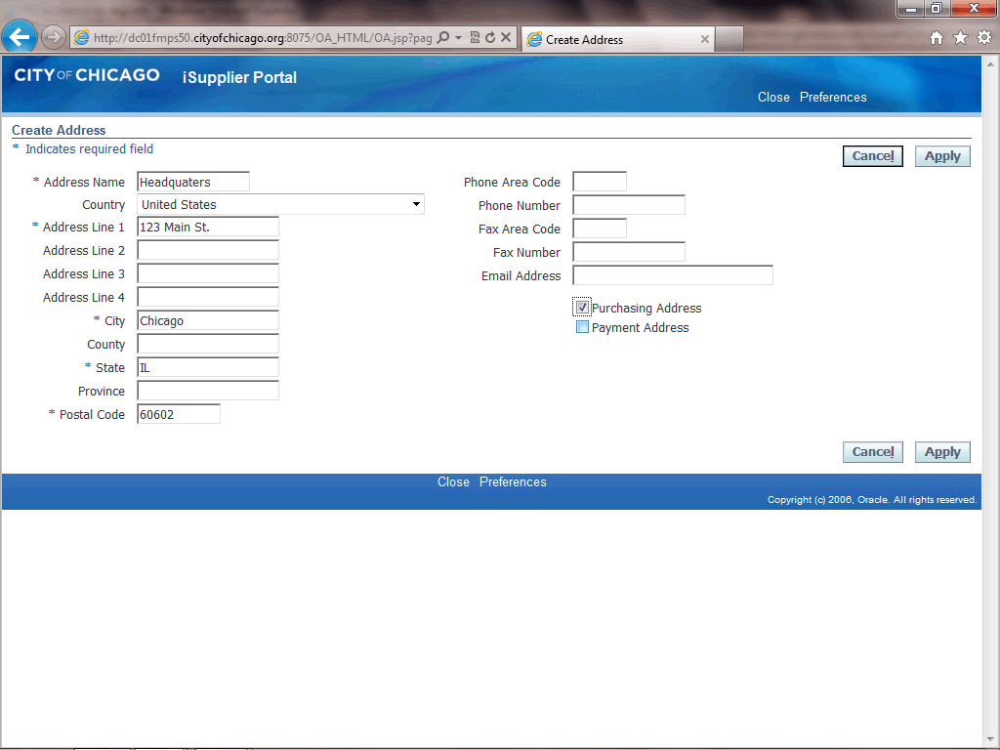 http://dc01fmps50.cityofchicago.org:8075/OA_HTML/OA.jsp?pag
Create Address
CITY OF CHICAGO iSupplier Portal
Close Preferences
Create Address
* Indicates required field
Cancel Apply
* Address Name Headquaters
Country United States
* Address Line 1 123 Main St.
Address Line 2
Address Line 3
Address Line 4
* City Chicago
County
* State IL
Province
* Postal Code 60602
Phone Area Code
Phone Number
Fax Area Code
Fax Number
Email Address
Purchasing Address
Payment Address
Cancel Apply
Close Preferences
Copyright (c) 2006, Oracle. All rights reserved.